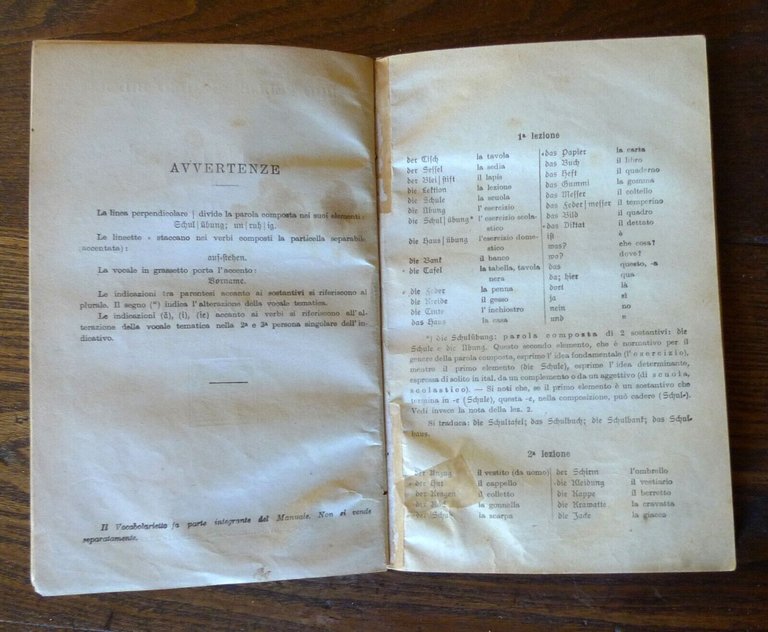 AVVERTENZE
La linea perpendicolare | divide la parola composta nei suoi elementi:
Schul|übung; un|ruh|ig.
Le lineette - staccano nei verbi composti la particella separabile
(accentata):
auf-stehen.
La vocale in grassetto porta l'accento:
Vorname.
Le indicazioni tra parentesi accanto ai sostantivi si riferiscono al
plurale. Il segno (") indica l'alterazione della vocale tematica.
Le indicazioni (ä), (i), (ie) accanto ai verbi si riferiscono all'al-
terazione della vocale tematica nella 2ª e 3ª persona singolare dell'in-
dicativo.
Il Vocabolarietto fa parte integrante del Manuale. Non si vende
separatamente.
1ª lezione
der Tisch la tavola
der Sessel la sedia
der Blei|stift il lapis
die Lektion la lezione
die Schule la scuola
die Übung l'esercizio
die Schul|übung* l'esercizio scola-
stico
die Haus|übung l'esercizio dome-
stico
die Bank il banco
die Tafel la tabella, tavola
nera
die Feder la penna
die Kreide il gesso
die Tinte l'inchiostro
das Haus la casa
das Papier la carta
das Buch il libro
das Heft il quaderno
das Gummi la gomma
das Messer il coltello
das Feder|messer il temperino
das Bild il quadro
das Diktat il dettato
ist è
was? che cosa?
wo? dove?
das questo, -a
da; hier qua
dort là
ja sì
nein no
und e
*) die Schulübung: parola composta di 2 sostantivi: die
Schule e die Übung. Questo secondo elemento, che è normativo per il
genere della parola composta, esprime l'idea fondamentale (l'esercizio),
mentre il primo elemento (die Schule), esprime l'idea determinante,
espressa di solito in ital. da un complemento o da un aggettivo (di scuola,
scolastico). — Si noti che, se il primo elemento è un sostantivo che
termina in -e (Schule), questa -e, nella composizione, può cadere (Schul-).
Vedi invece la nota della lez. 2.
Si traduca: die Schultafel; das Schulbuch; die Schulbank; das Schul-
haus.
2ª lezione
der Anzug il vestito (da uomo)
der Hut il cappello
der Kragen il colletto
der la gonnella
der Schuh la scarpa
der Schirm l'ombrello
die Kleidung il vestiario
die Kappe il berretto
die Krawatte la cravatta
die Jacke la giacca